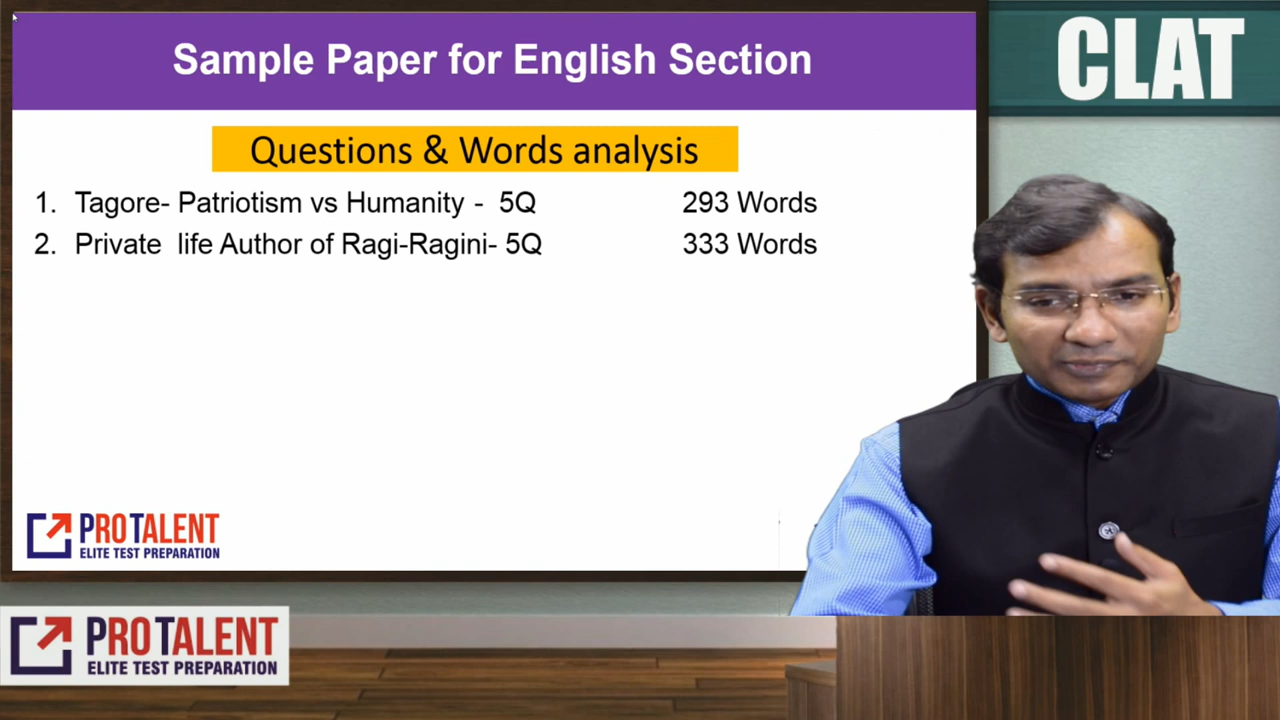 Sample Paper for English Section
CLAT
Questions & Words analysis
1. Tagore- Patriotism vs Humanity - 5Q 293 Words
2. Private life Author of Ragi-Ragini- 5Q 333 Words
PROTALENT
ELITE TEST PREPARATION
PROTALENT
ELITE TEST PREPARATION